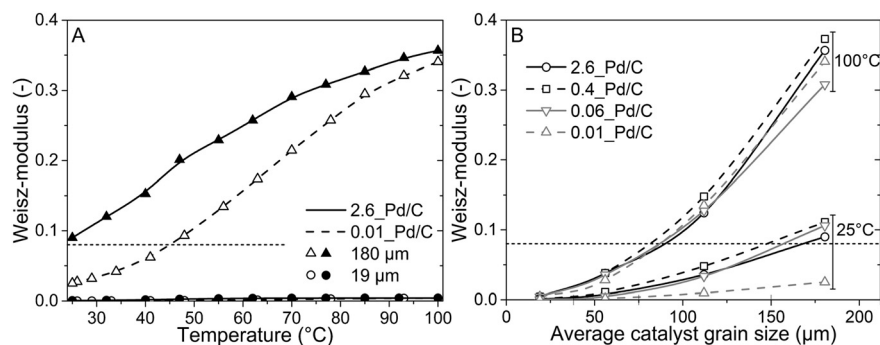 A
Weisz-modulus (-)
0.4
0.3
0.2
0.1
0.0
2.6_Pd/C
0.01_Pd/C
180 µm
19 µm
30 40 50 60 70 80 90 100
Temperature (°C)
B
Weisz-modulus (-)
0.4
0.3
0.2
0.1
0.0
2.6_Pd/C
0.4_Pd/C
0.06_Pd/C
0.01_Pd/C
100°C
25°C
0 50 100 150 200
Average catalyst grain size (µm)